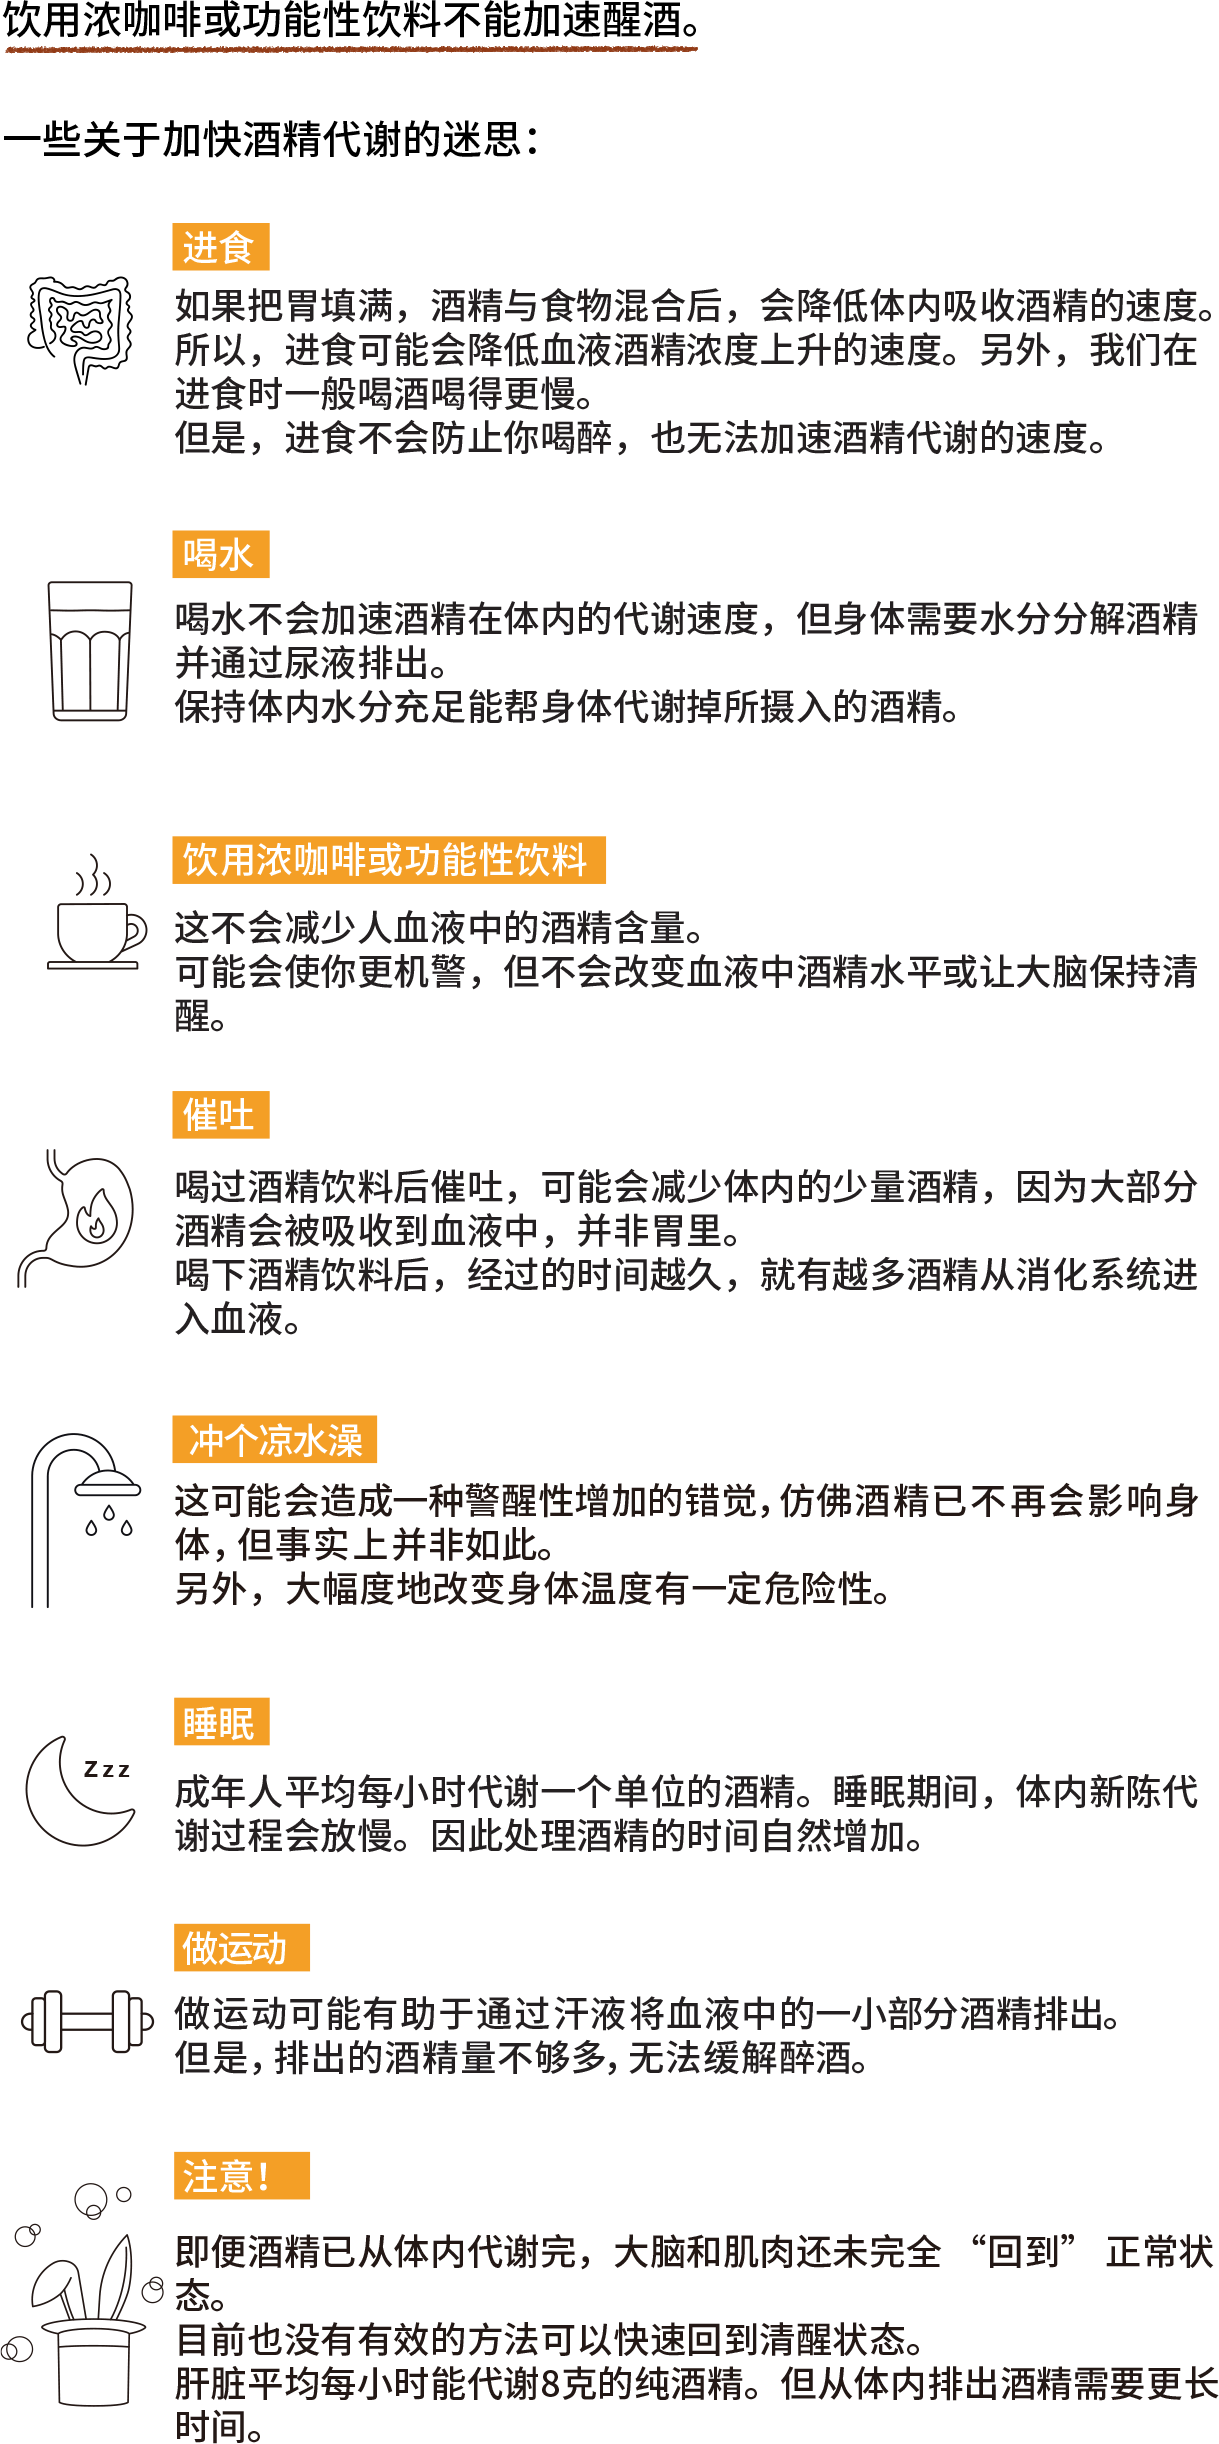 饮用浓咖啡或功能性饮料不能加速醒酒。
一些关于加快酒精代谢的迷思：
进食
如果把胃填满，酒精与食物混合后，会降低体内吸收酒精的速度。
所以，进食可能会降低血液酒精浓度上升的速度。另外，我们在
进食时一般喝酒喝得更慢。
但是，进食不会防止你喝醉，也无法加速酒精代谢的速度。
喝水
喝水不会加速酒精在体内的代谢速度，但身体需要水分分解酒精
并通过尿液排出。
保持体内水分充足能帮身体代谢掉所摄入的酒精。
饮用浓咖啡或功能性饮料
这不会减少人血液中的酒精含量。
可能会使你更机警，但不会改变血液中酒精水平或让大脑保持清
醒。
催吐
喝过酒精饮料后催吐，可能会减少体内的少量酒精，因为大部分
酒精会被吸收到血液中，并非胃里。
喝下酒精饮料后，经过的时间越久，就有越多酒精从消化系统进
入血液。
冲个凉水澡
这可能会造成一种警醒性增加的错觉，仿佛酒精已不再会影响身
体，但事实上并非如此。
另外，大幅度地改变身体温度有一定危险性。
睡眠
zzz
成年人平均每小时代谢一个单位的酒精。睡眠期间，体内新陈代
谢过程会放慢。因此处理酒精的时间自然增加。
做运动
做运动可能有助于通过汗液将血液中的一小部分酒精排出。
但是，排出的酒精量不够多，无法缓解醉酒。
注意！
即便酒精已从体内代谢完，大脑和肌肉还未完全 “回到” 正常状
态。
目前也没有有效的方法可以快速回到清醒状态。
肝脏平均每小时能代谢8克的纯酒精。但从体内排出酒精需要更长
时间。